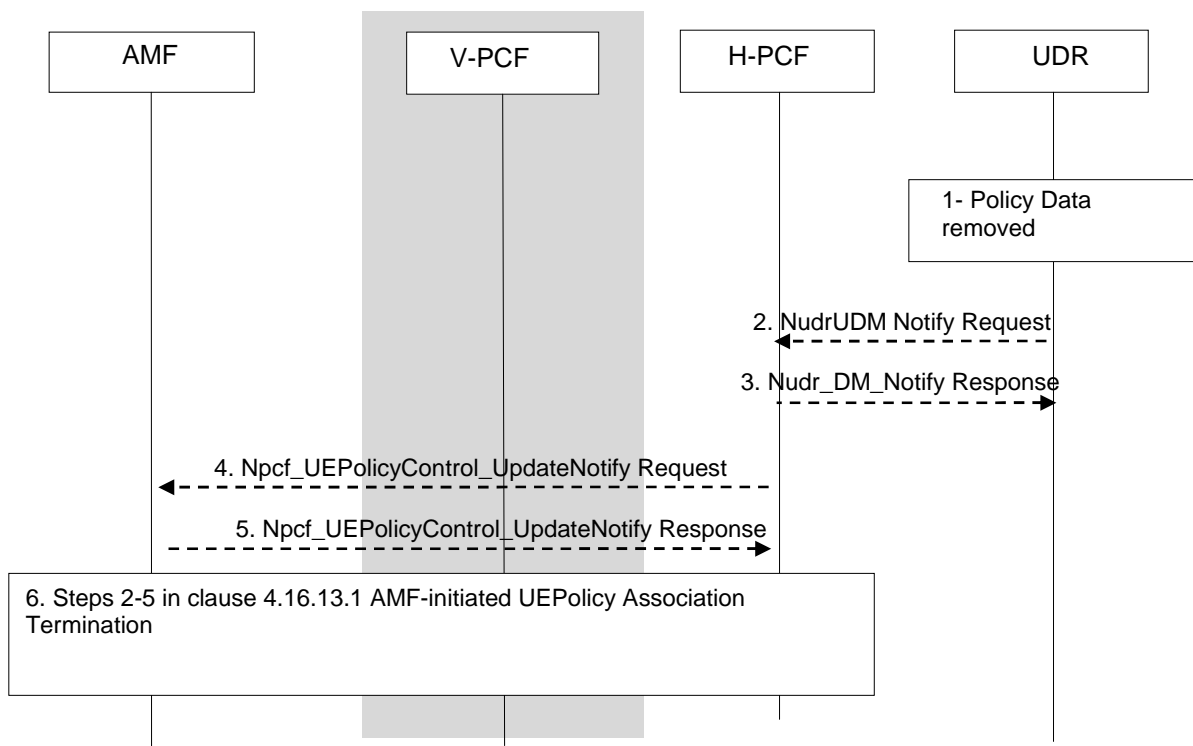 AMF
V-PCF
H-PCF
UDR
1- Policy Data
removed
2. NudrUDM Notify Request
3. Nudr_DM_Notify Response
4. Npcf_UEPolicyControl_UpdateNotify Request
5. Npcf_UEPolicyControl_UpdateNotify Response
6. Steps 2-5 in clause 4.16.13.1 AMF-initiated UEPolicy Association
Termination